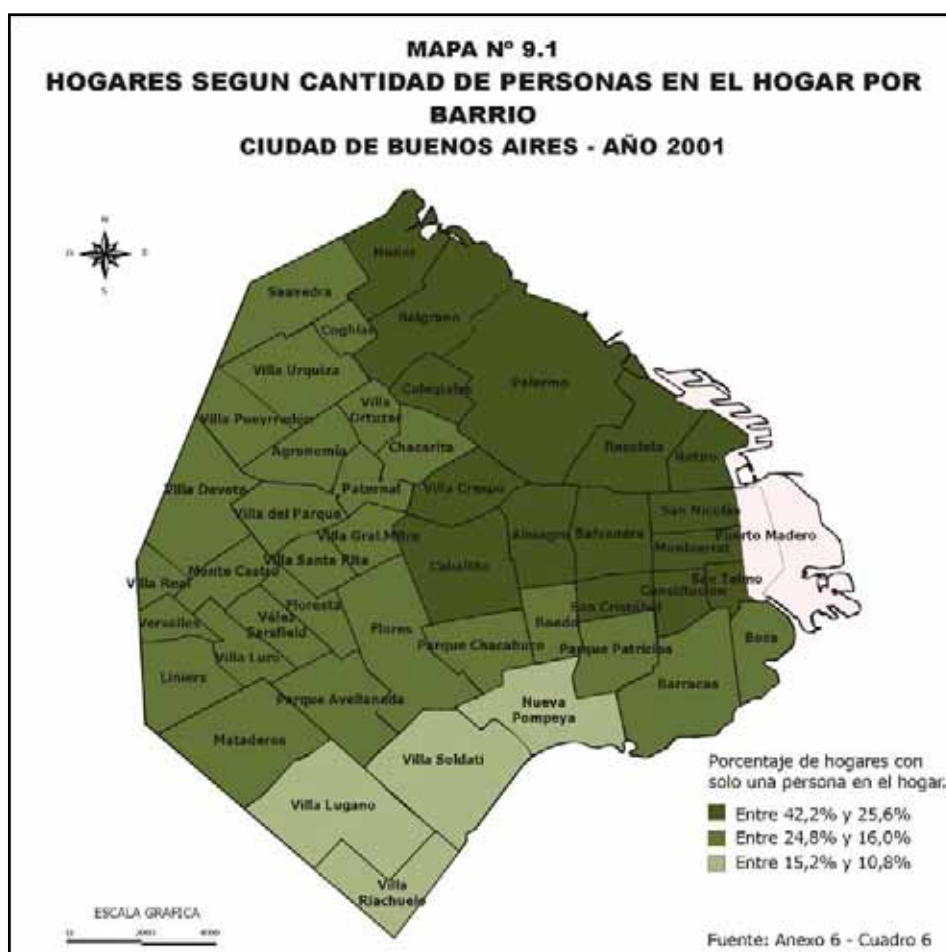 MAPA Nº 9.1
HOGARES SEGUN CANTIDAD DE PERSONAS EN EL HOGAR POR
BARRIO
CIUDAD DE BUENOS AIRES - AÑO 2001
N
O
E
S
Nuñez
Saavedra
Belgrano
Coghlan
Villa Urquiza
Palermo
Colegiales
Villa
Ortuzar
Villa Pueyrredón
Chacarita
Agronomía
Recoleta
Retiro
Villa Devoto
Paternal
Villa Crespo
Villa del Parque
San Nicolas
Villa Gral.Mitre
Almagro
Balvanera
Puerto Madero
Montserrat
Villa Santa Rita
Caballito
Monte Castro
Villa Real
San Telmo
Constitucion
Floresta
San Cristobal
Versalles
Vélez
Sarsfield
Flores
Boedo
Boca
Parque Chacabuco
Parque Patricios
Villa Luro
Liniers
Barracas
Parque Avellaneda
Nueva
Pompeya
Mataderos
Villa Soldati
Villa Lugano
Villa
Riachuelo
Porcentaje de hogares con
solo una persona en el hogar.
Entre 42,2% y 25,6%
Entre 24,8% y 16,0%
Entre 15,2% y 10,8%
ESCALA GRAFICA
0 2000 4000
Fuente: Anexo 6 - Cuadro 6